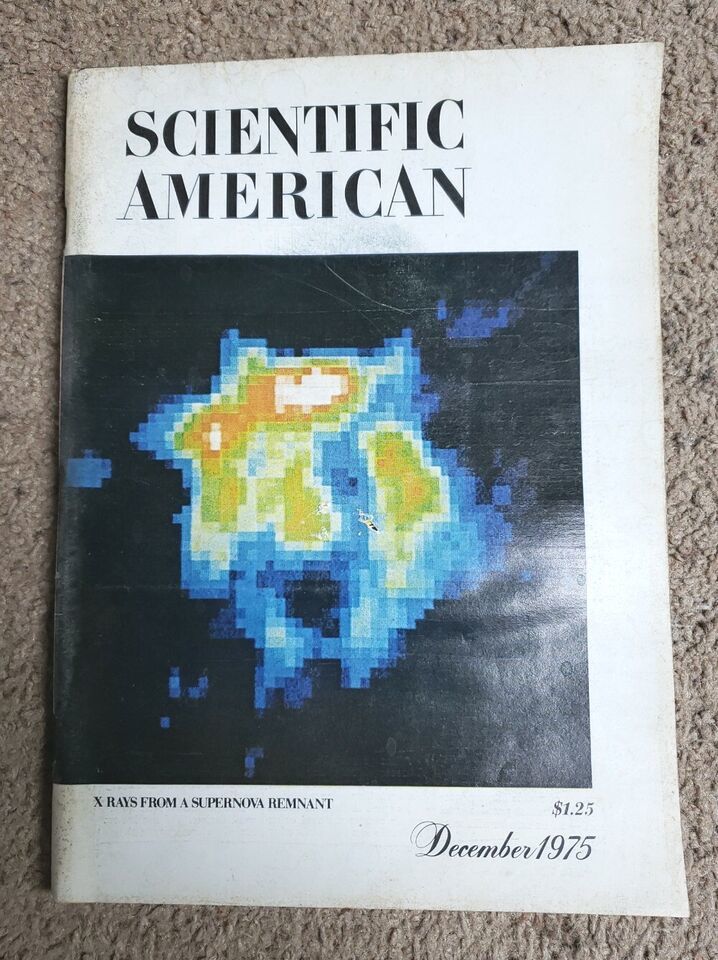 SCIENTIFIC
AMERICAN
X RAYS FROM A SUPERNOVA REMNANT
$1.25
December 1975